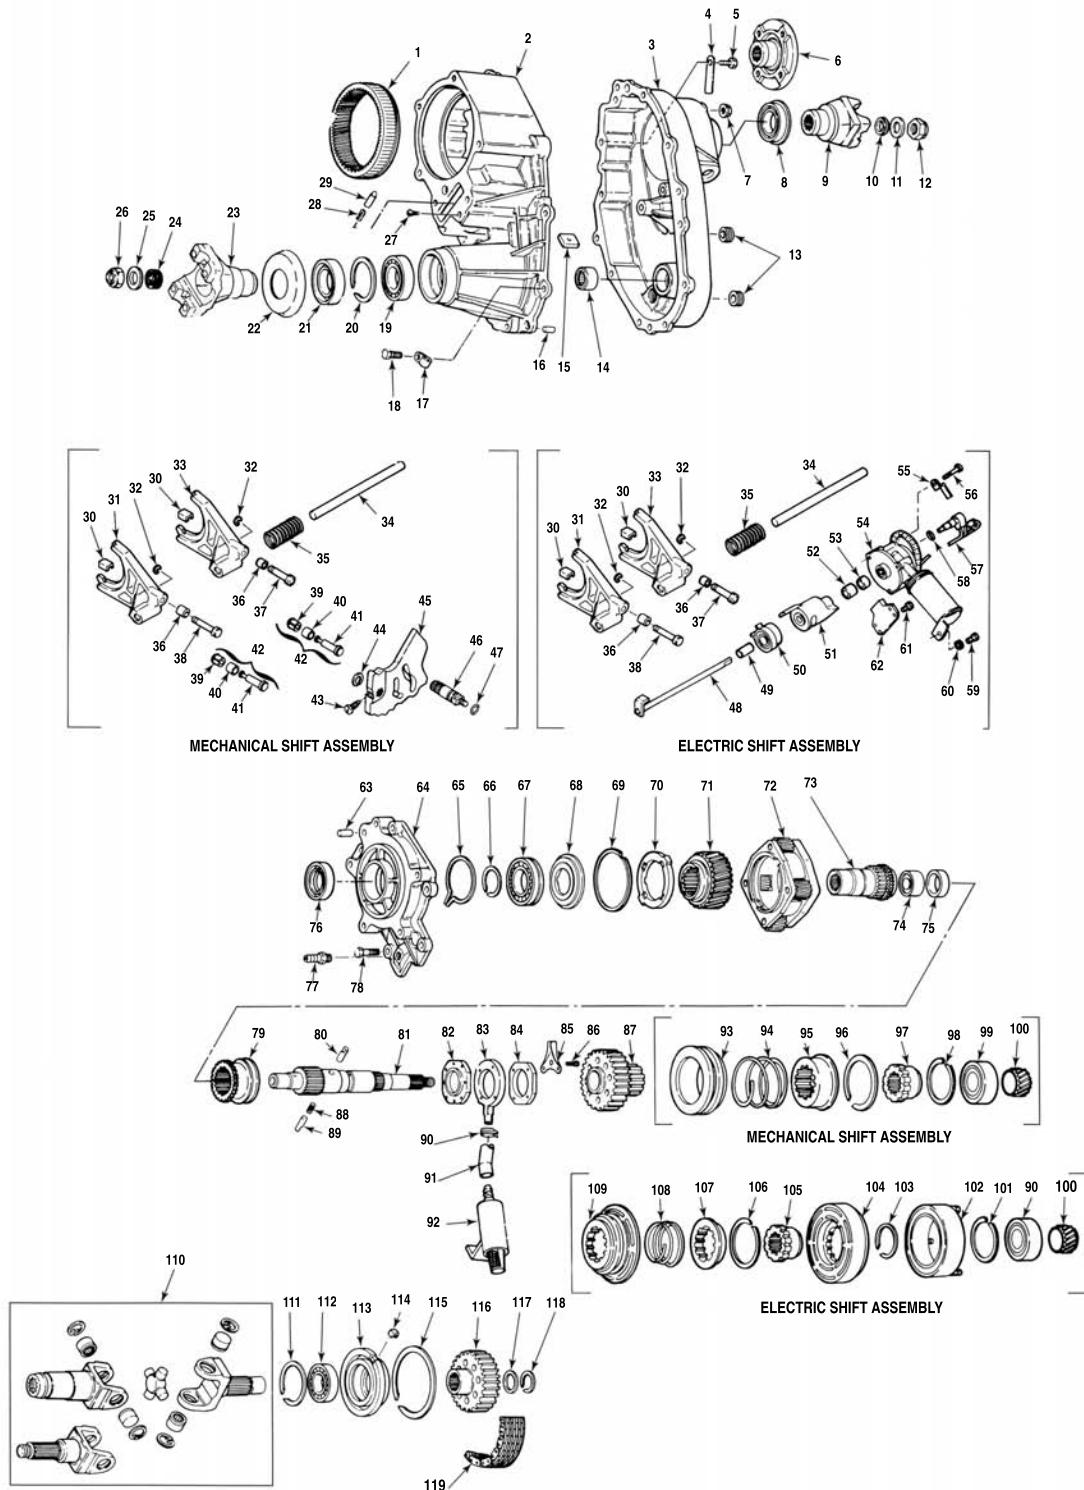 1 2 3 4 5 6
7 8 9 10 11 12
29 28 27
26 25 24 23
13
22 21 20 19 16 15 14
18 17
33 32 34
30 31 32
30 35
36 37 39 40 41 45
36 38 42 44 46 47
39 40 41 42 43
MECHANICAL SHIFT ASSEMBLY
34 55 56
30 33 32 35 54
30 31 32 52 53 57 58
36 37
36 38 51 62 61
50 60 59
49
48
ELECTRIC SHIFT ASSEMBLY
63 64 65 66 67 68 69 70 71 72 73
76 74 75
77 78
79 80 81 82 83 84 85 86 87
88
89
90
91
92
93 94 95 96 97 98 99 100
MECHANICAL SHIFT ASSEMBLY
109 108 107 106 105 104 103 102 101 90 100
ELECTRIC SHIFT ASSEMBLY
110
111 112 113 114 115 116 117 118
119